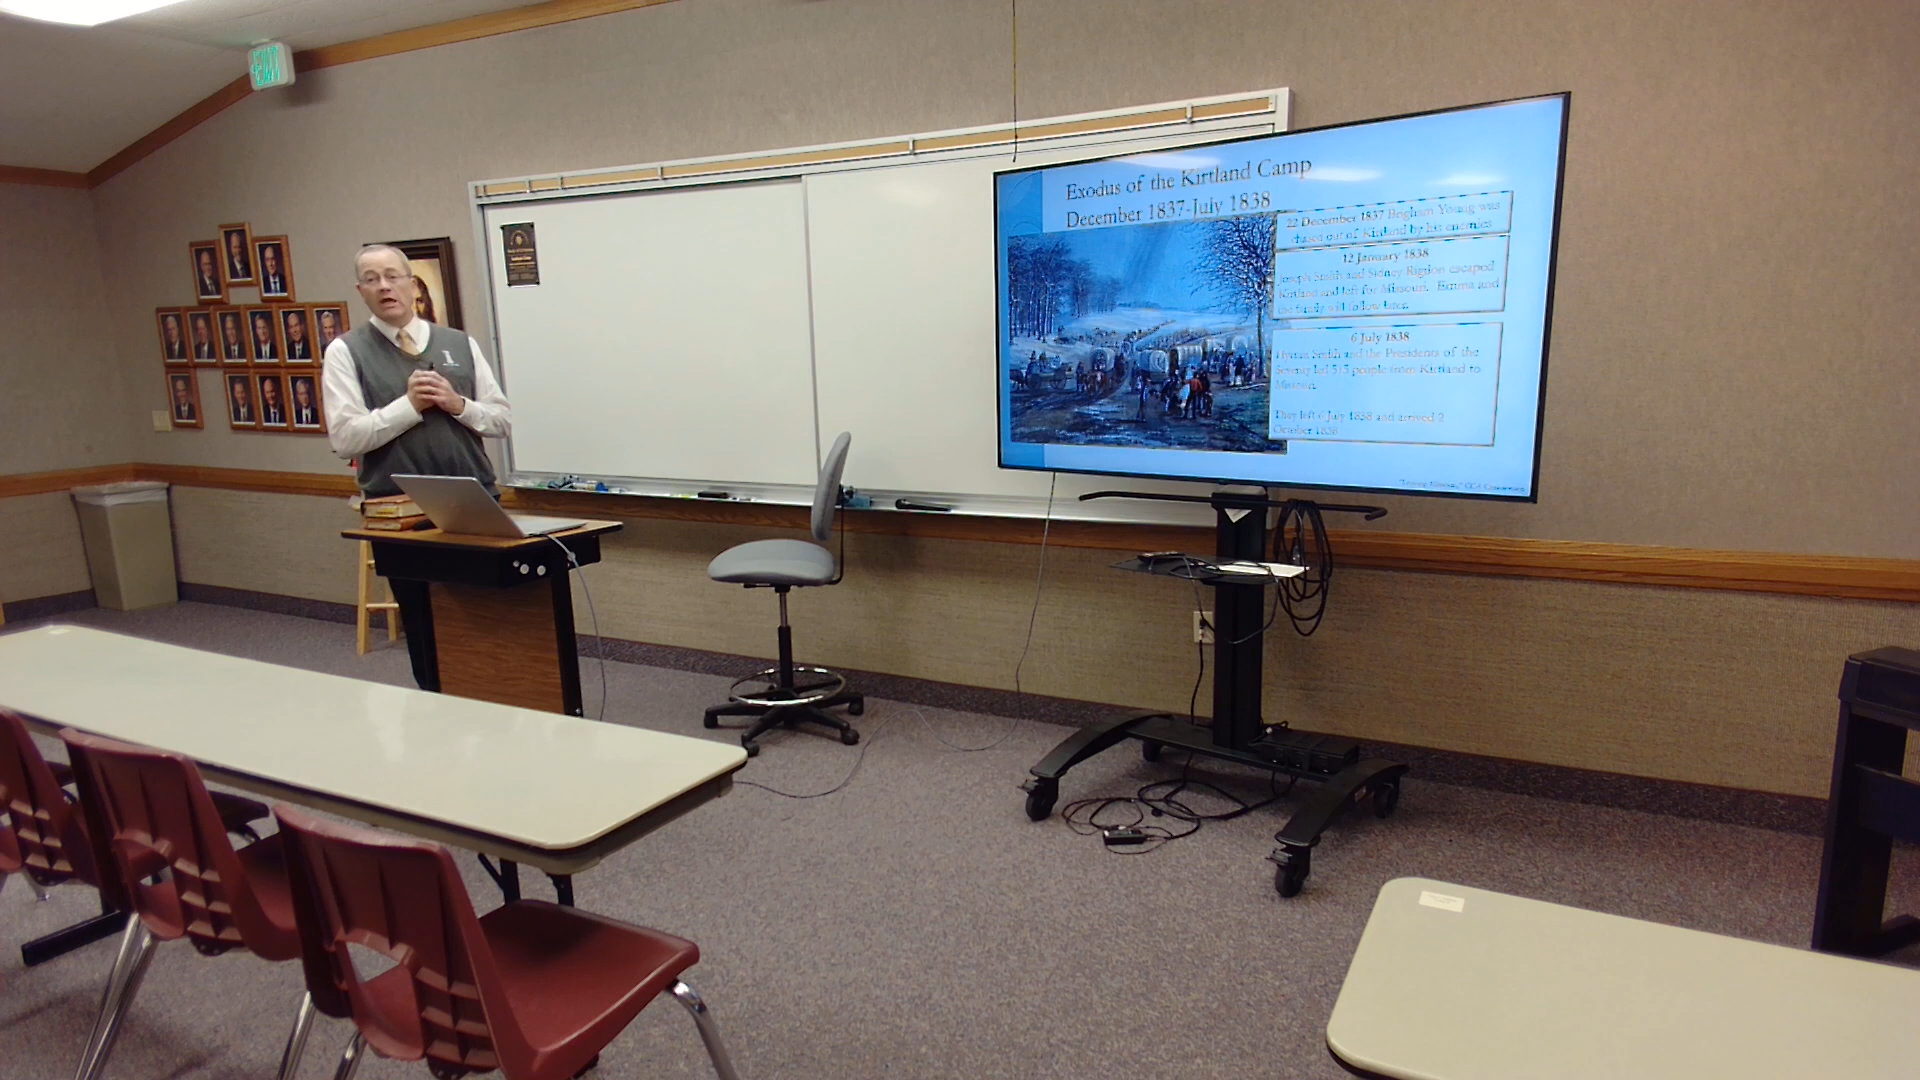 EXIT
Exodus of the Kirtland Camp
December 1837-July 1838
22 December 1837 Brigham Young was
chased out of Kirtland by his enemies
12 January 1838
Joseph Smith and Sidney Rigdon escaped
Kirtland and left for Missouri. Emma and
the family will follow later.
6 July 1838
Hyrum Smith and the Presidents of the
Seventy led 515 people from Kirtland to
Missouri.
They left 6 July 1838 and arrived 2
October 1838